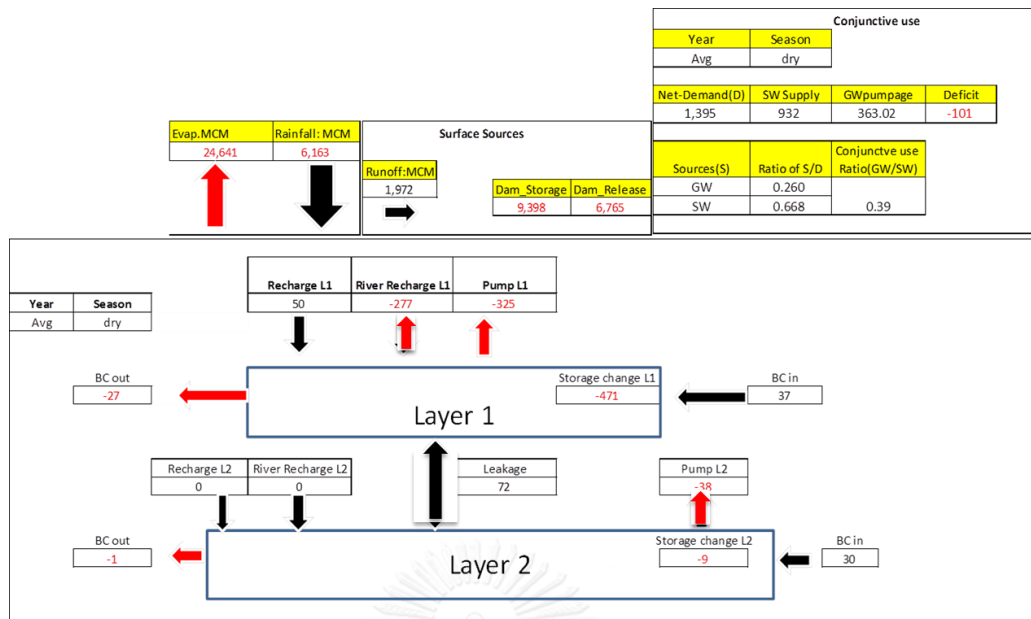 Conjunctive use
Year Season
Avg dry
Net-Demand(D) SW Supply GWpumpage Deficit
1,395 932 363.02 -101
Evap.MCM Rainfall: MCM Surface Sources
24,641 6,163
Runoff:MCM
1,972
Dam_Storage Dam_Release
9,398 6,765
Sources(S) Ratio of S/D Conjunctve use
Ratio(GW/SW)
GW 0.260
SW 0.668 0.39
Recharge L1 River Recharge L1 Pump L1
50 -277 -325
Year Season
Avg dry
BC out Storage change L1 BC in
-27 -471 37
Layer 1
Recharge L2 River Recharge L2 Leakage Pump L2
0 0 72 -38
BC out Storage change L2 BC in
-1 -9 30
Layer 2